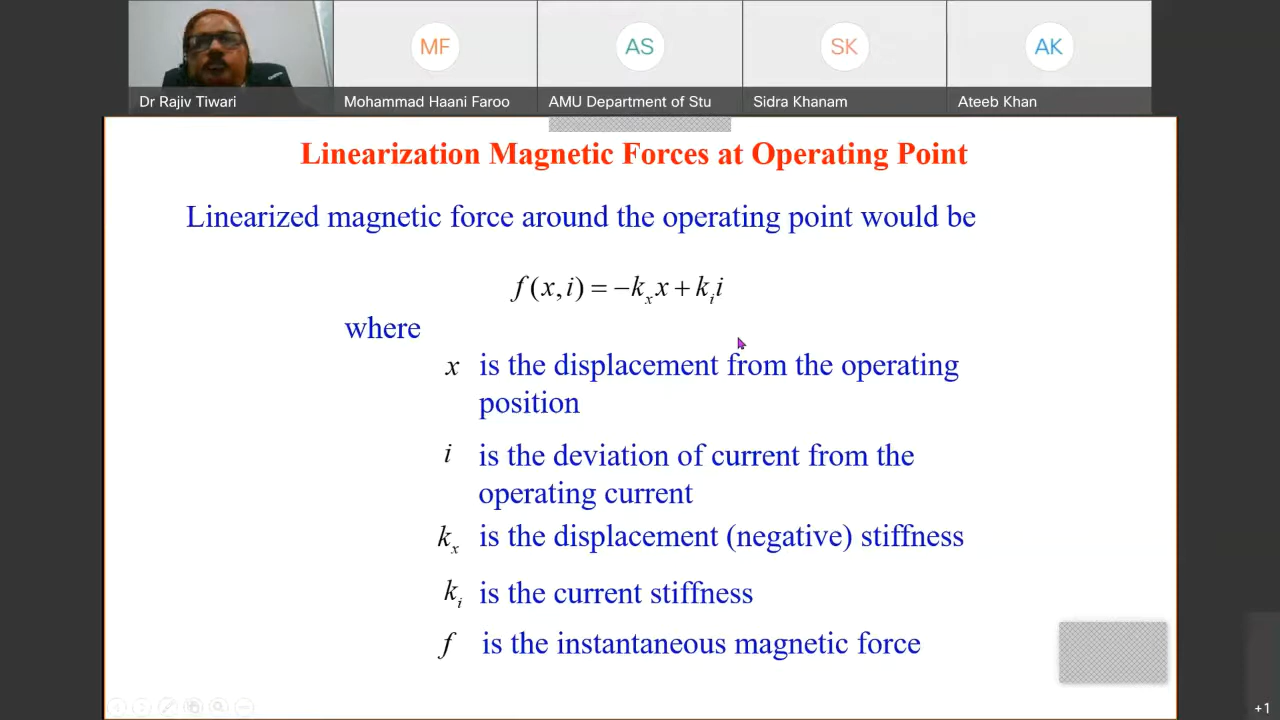 MF
AS
SK
AK
Dr Rajiv Tiwari
Mohammad Haani Faroo
AMU Department of Stu
Sidra Khanam
Ateeb Khan
Linearization Magnetic Forces at Operating Point
Linearized magnetic force around the operating point would be
f(x,i) = −kₓx + kᵢi
where
x is the displacement from the operating
position
i is the deviation of current from the
operating current
kₓ is the displacement (negative) stiffness
kᵢ is the current stiffness
f is the instantaneous magnetic force
+1